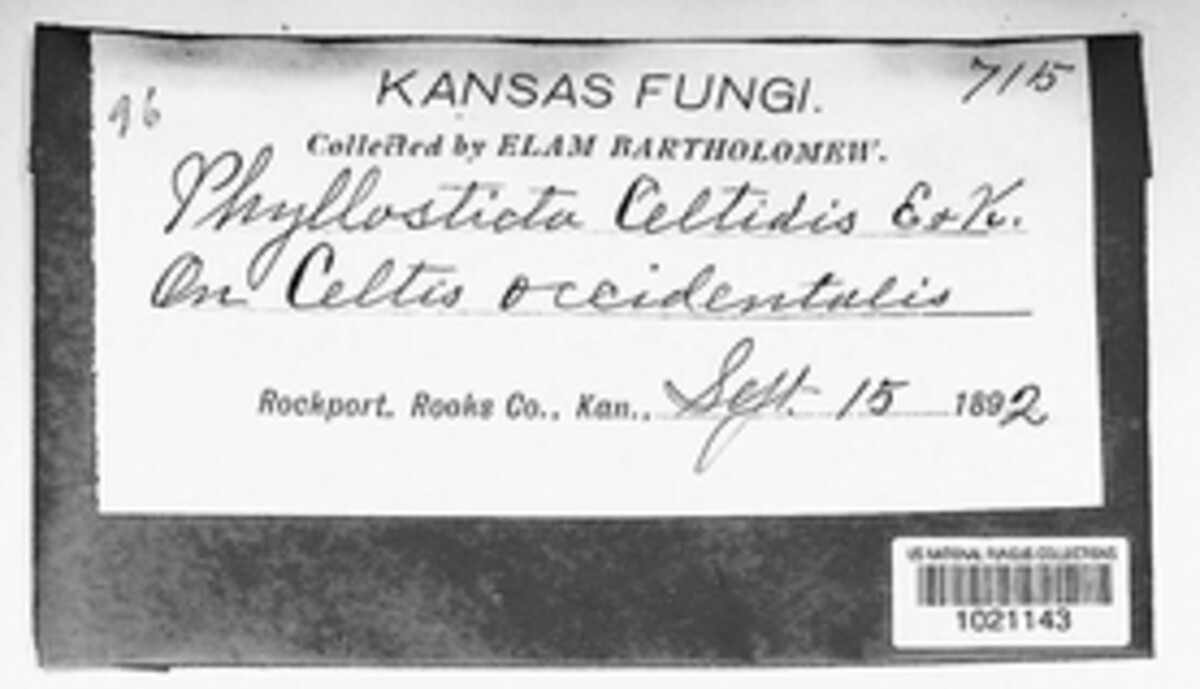 96
KANSAS FUNGI.
715
Collected by ELAM BARTHOLOMEW.
Phyllosticta Celtidis E & K.
On Celtis occidentalis
Rockport, Rooks Co., Kan., Sept. 15 1892
US NATIONAL FUNGUS COLLECTIONS
1021143